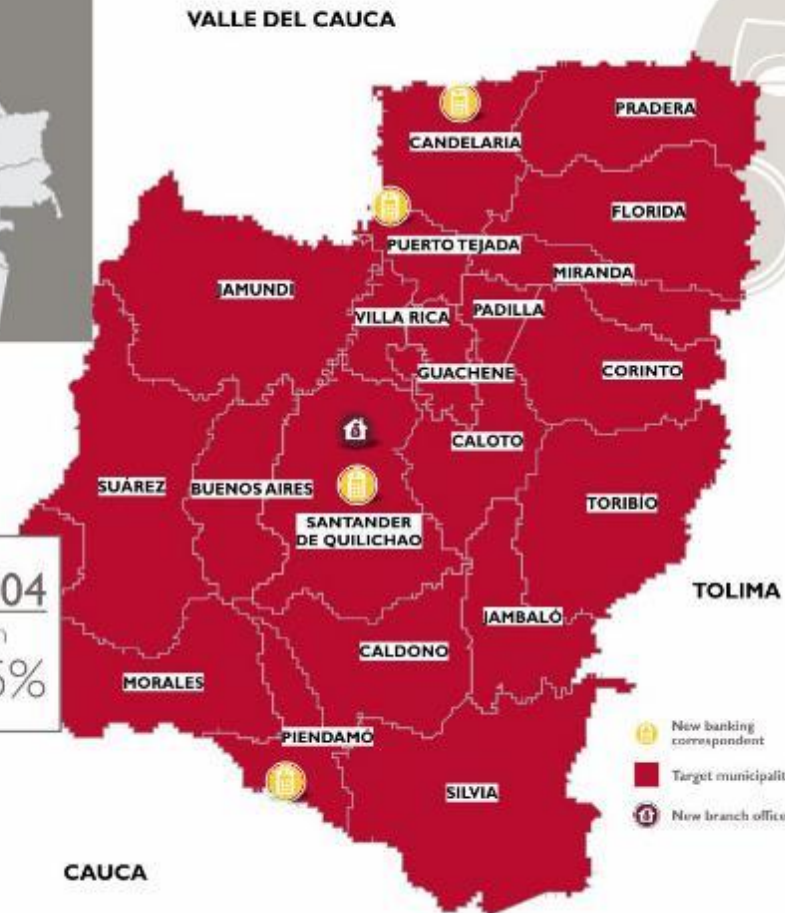 VALLE DEL CAUCA
PRADERA
CANDELARIA
FLORIDA
PUERTO TEJADA
MIRANDA
JAMUNDI
PADILLA
VILLA RICA
GUACHENE
CORINTO
CALOTO
SUÁREZ
BUENOS AIRES
TORIBÍO
SANTANDER
DE QUILICHAO
04
TOLIMA
JAMBALÓ
CALDONO
%
MORALES
PIENDAMÓ
New banking
correspondent
Target municipalit
SILVIA
New branch office
CAUCA